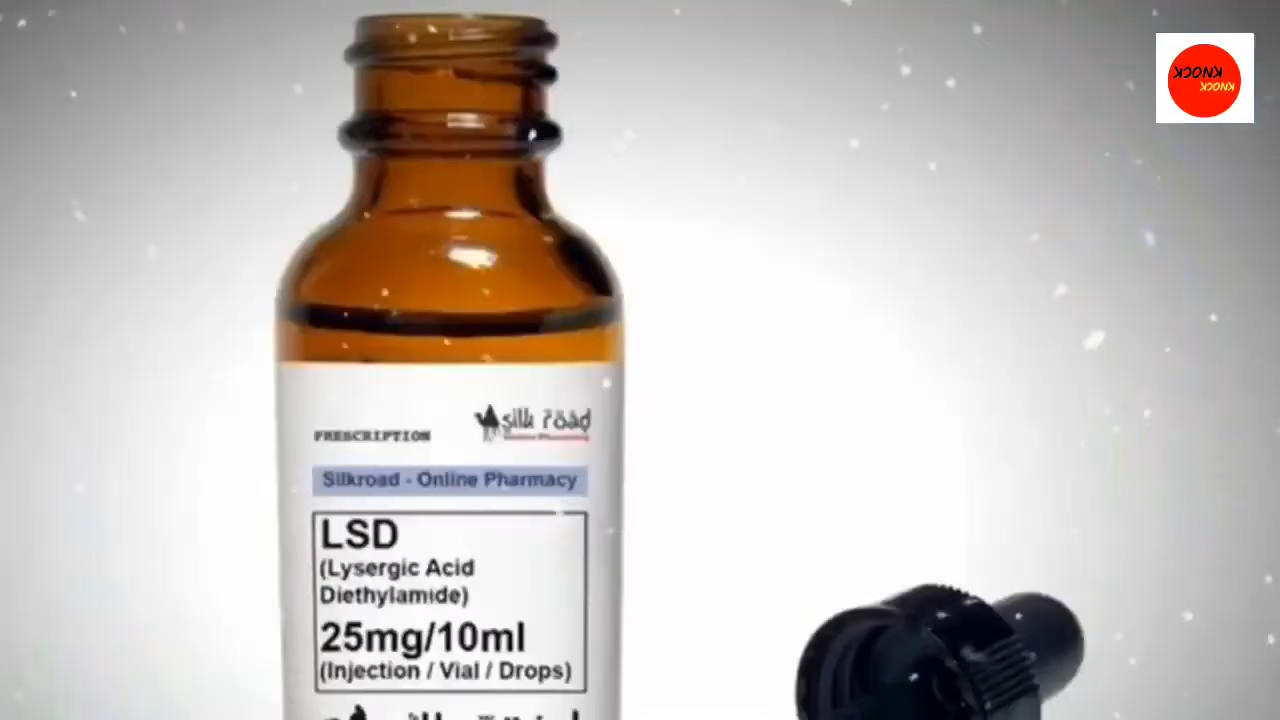 KNOCK
KNOCK
PRESCRIPTION
silk road
Silkroad - Online Pharmacy
LSD
(Lysergic Acid
Diethylamide)
25mg/10ml
(Injection / Vial / Drops)